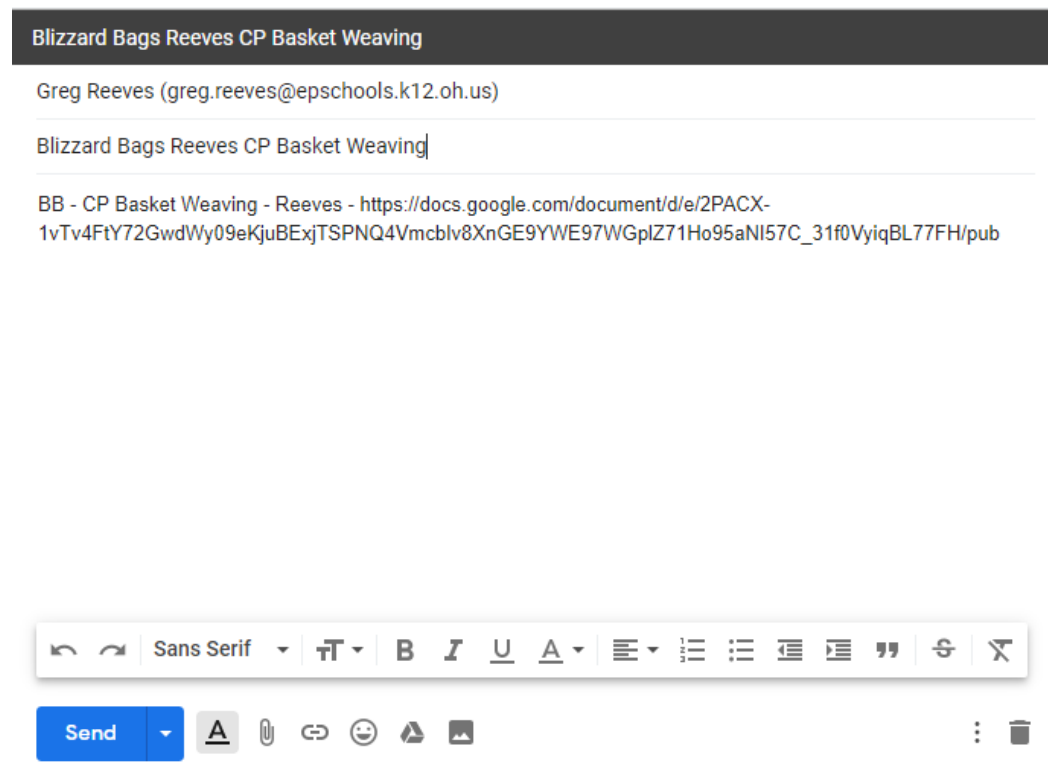 Blizzard Bags Reeves CP Basket Weaving
Greg Reeves (greg.reeves@epschools.k12.oh.us)
Blizzard Bags Reeves CP Basket Weaving
BB - CP Basket Weaving - Reeves - https://docs.google.com/document/d/e/2PACX-
1vTv4FtY72GwdWy09eKjuBExjTSPNQ4Vmcblv8XnGE9YWE97WGplZ71Ho95aNI57C_31f0VyiqBL77FH/pub
Sans Serif
Send